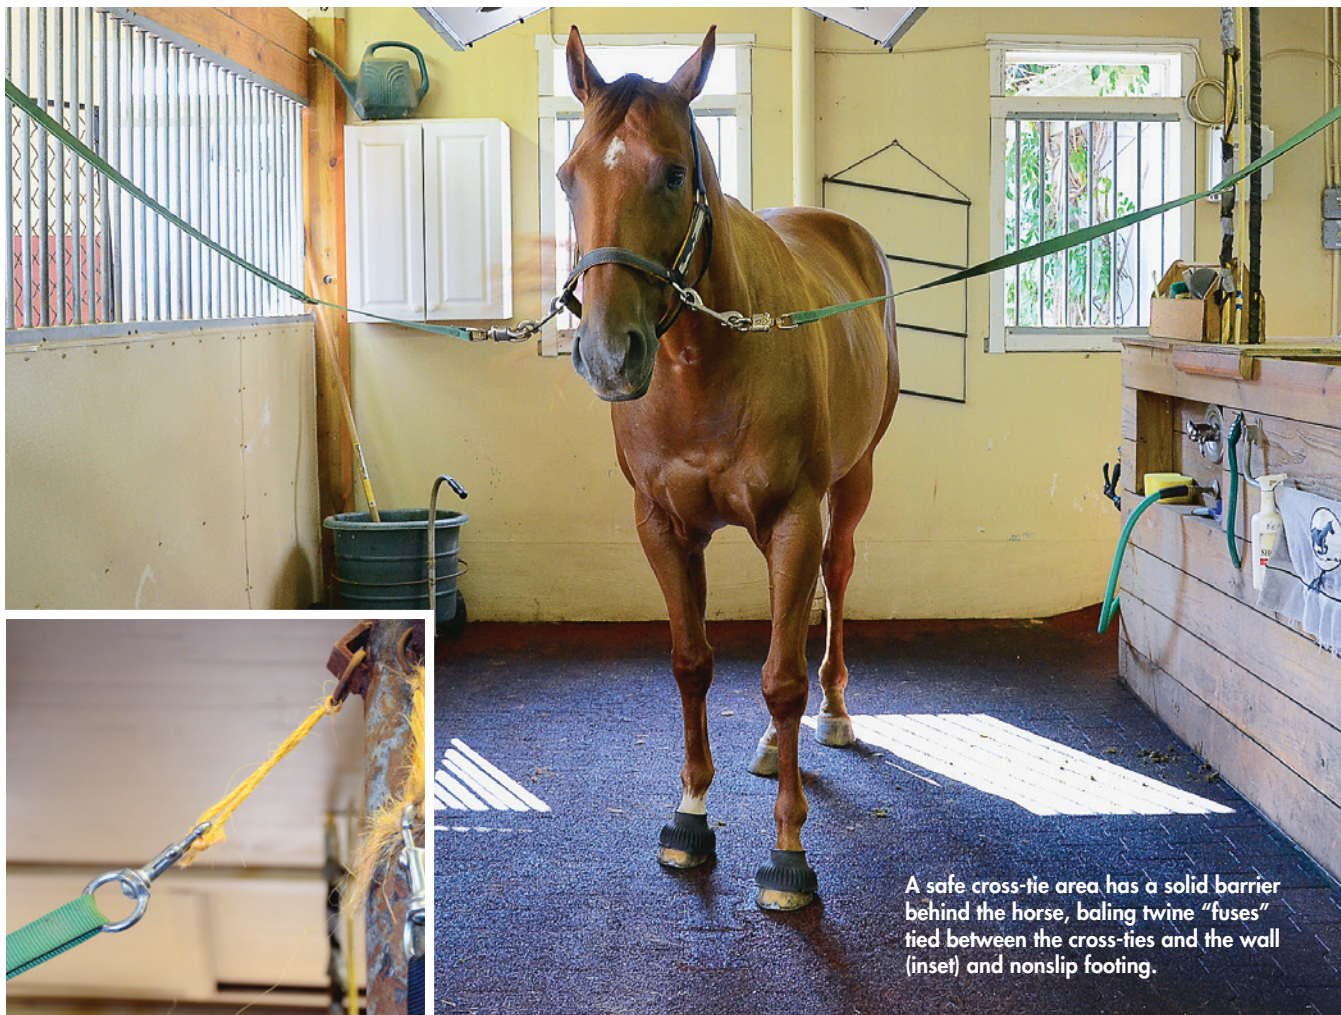 A safe cross-tie area has a solid barrier
behind the horse, baling twine “fuses”
tied between the cross-ties and the wall
(inset) and nonslip footing.